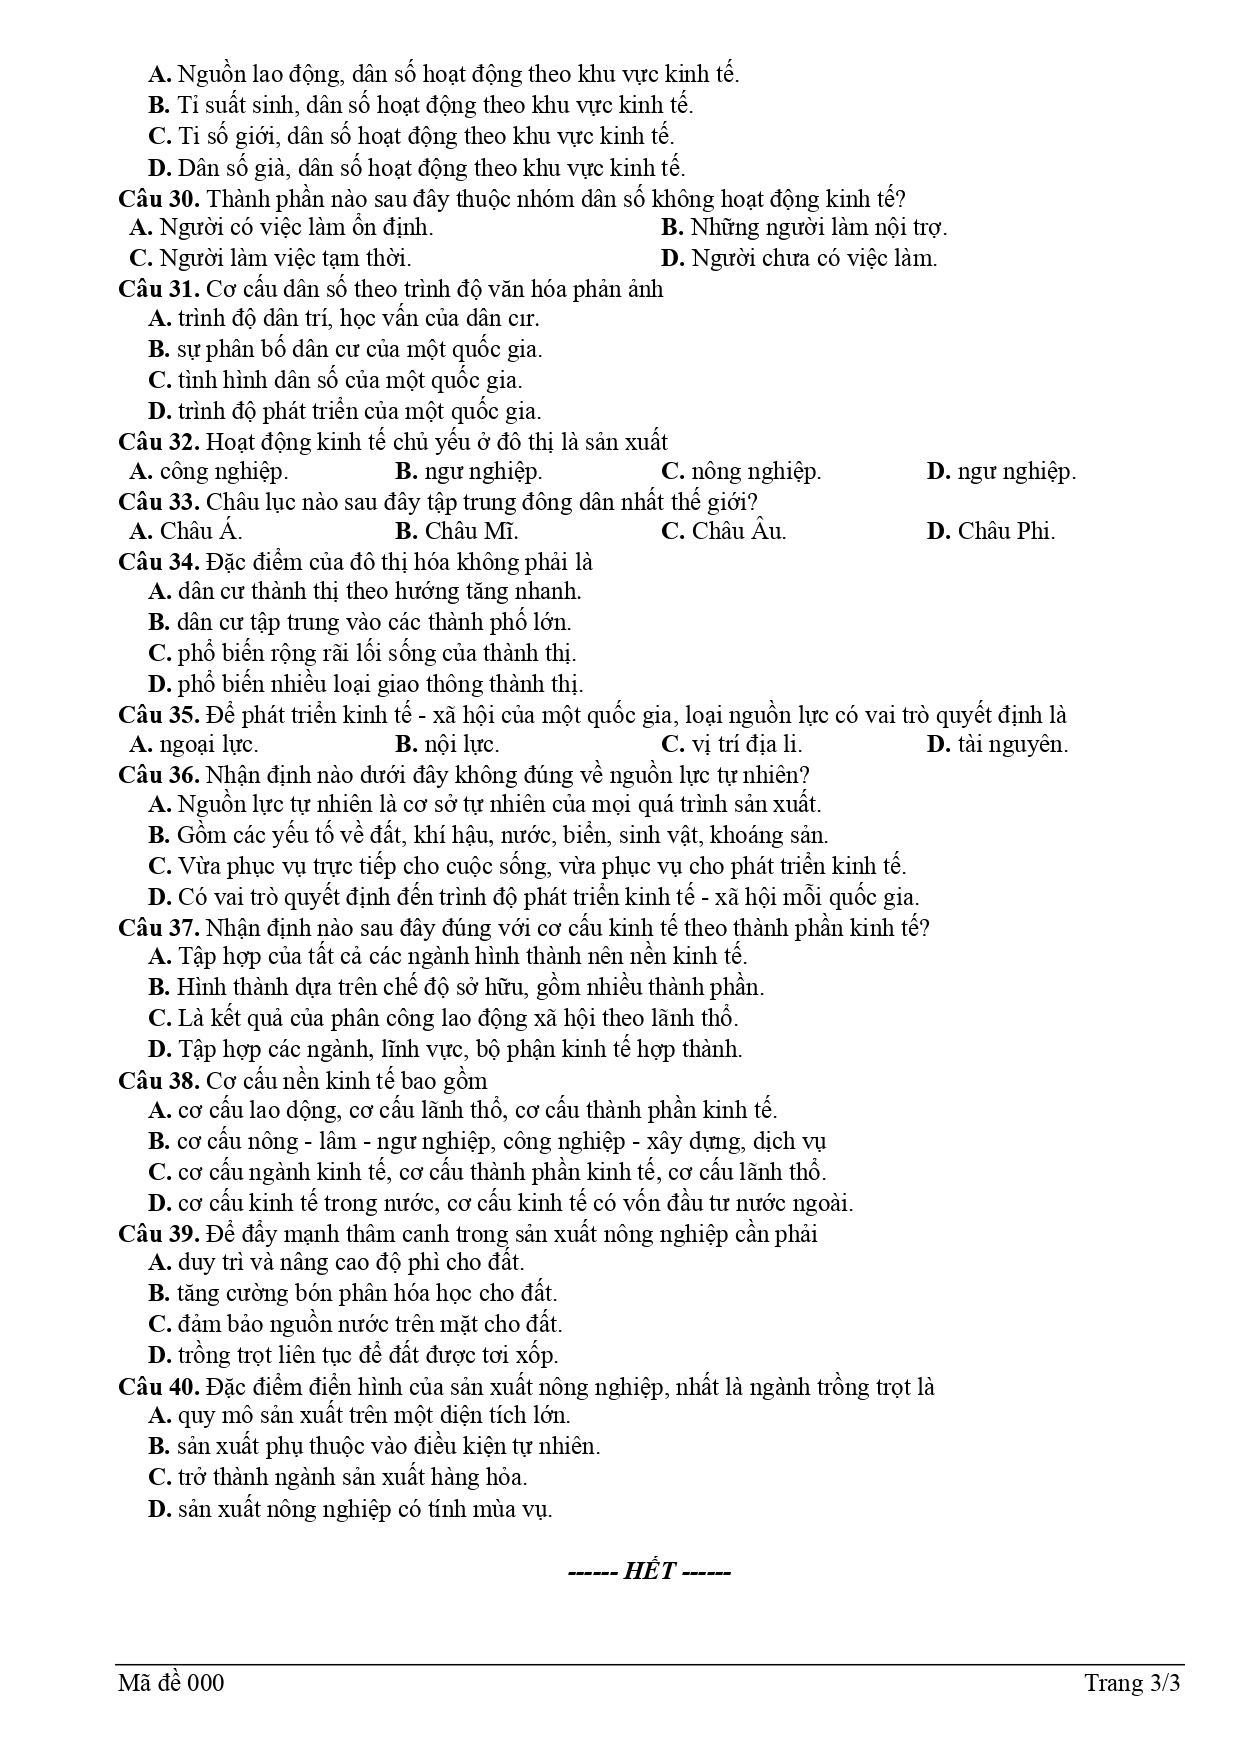 A. Nguồn lao động, dân số hoạt động theo khu vực kinh tế.
B. Tỉ suất sinh, dân số hoạt động theo khu vực kinh tế.
C. Ti số giới, dân số hoạt động theo khu vực kinh tế.
D. Dân số già, dân số hoạt động theo khu vực kinh tế.
Câu 30. Thành phần nào sau đây thuộc nhóm dân số không hoạt động kinh tế?
A. Người có việc làm ổn định. B. Những người làm nội trợ.
C. Người làm việc tạm thời. D. Người chưa có việc làm.
Câu 31. Cơ cấu dân số theo trình độ văn hóa phản ảnh
A. trình độ dân trí, học vấn của dân cır.
B. sự phân bố dân cư của một quốc gia.
C. tình hình dân số của một quốc gia.
D. trình độ phát triển của một quốc gia.
Câu 32. Hoạt động kinh tế chủ yếu ở đô thị là sản xuất
A. công nghiệp. B. ngư nghiệp. C. nông nghiệp. D. ngư nghiệp.
Câu 33. Châu lục nào sau đây tập trung đông dân nhất thế giới?
A. Châu Á. B. Châu Mĩ. C. Châu Âu. D. Châu Phi.
Câu 34. Đặc điểm của đô thị hóa không phải là
A. dân cư thành thị theo hướng tăng nhanh.
B. dân cư tập trung vào các thành phố lớn.
C. phổ biến rộng rãi lối sống của thành thị.
D. phổ biến nhiều loại giao thông thành thị.
Câu 35. Để phát triển kinh tế - xã hội của một quốc gia, loại nguồn lực có vai trò quyết định là
A. ngoại lực. B. nội lực. C. vị trí địa li. D. tài nguyên.
Câu 36. Nhận định nào dưới đây không đúng về nguồn lực tự nhiên?
A. Nguồn lực tự nhiên là cơ sở tự nhiên của mọi quá trình sản xuất.
B. Gồm các yếu tố về đất, khí hậu, nước, biển, sinh vật, khoáng sản.
C. Vừa phục vụ trực tiếp cho cuộc sống, vừa phục vụ cho phát triển kinh tế.
D. Có vai trò quyết định đến trình độ phát triển kinh tế - xã hội mỗi quốc gia.
Câu 37. Nhận định nào sau đây đúng với cơ cấu kinh tế theo thành phần kinh tế?
A. Tập hợp của tất cả các ngành hình thành nên nền kinh tế.
B. Hình thành dựa trên chế độ sở hữu, gồm nhiều thành phần.
C. Là kết quả của phân công lao động xã hội theo lãnh thổ.
D. Tập hợp các ngành, lĩnh vực, bộ phận kinh tế hợp thành.
Câu 38. Cơ cấu nền kinh tế bao gồm
A. cơ cấu lao dộng, cơ cấu lãnh thổ, cơ cấu thành phần kinh tế.
B. cơ cấu nông - lâm - ngư nghiệp, công nghiệp - xây dựng, dịch vụ
C. cơ cấu ngành kinh tế, cơ cấu thành phần kinh tế, cơ cấu lãnh thổ.
D. cơ cấu kinh tế trong nước, cơ cấu kinh tế có vốn đầu tư nước ngoài.
Câu 39. Để đẩy mạnh thâm canh trong sản xuất nông nghiệp cần phải
A. duy trì và nâng cao độ phì cho đất.
B. tăng cường bón phân hóa học cho đất.
C. đảm bảo nguồn nước trên mặt cho đất.
D. trồng trọt liên tục để đất được tơi xốp.
Câu 40. Đặc điểm điển hình của sản xuất nông nghiệp, nhất là ngành trồng trọt là
A. quy mô sản xuất trên một diện tích lớn.
B. sản xuất phụ thuộc vào điều kiện tự nhiên.
C. trở thành ngành sản xuất hàng hỏa.
D. sản xuất nông nghiệp có tính mùa vụ.
------ HẾT ------
Mã đề 000 Trang 3/3